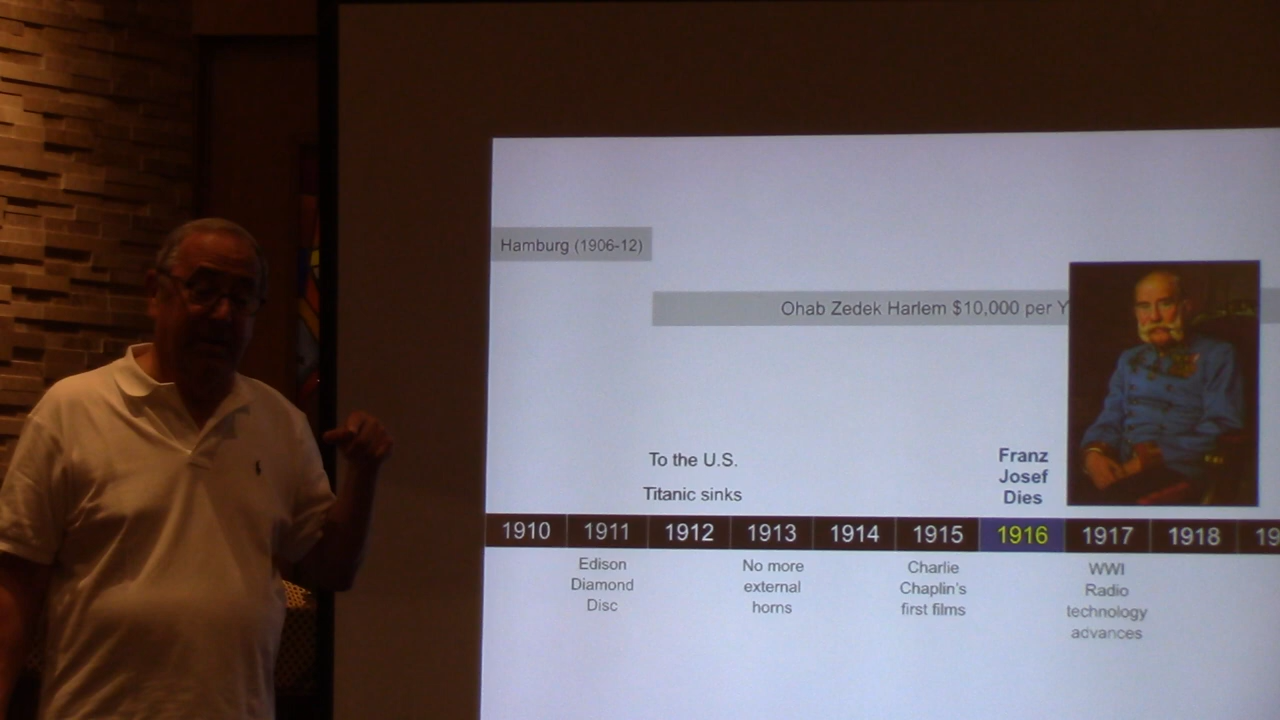 Hamburg (1906-12)
Ohab Zedek Harlem $10,000 per Y
To the U.S.
Titanic sinks
Franz
Josef
Dies
1910 1911 1912 1913 1914 1915 1916 1917 1918 19
Edison
Diamond
Disc
No more
external
horns
Charlie
Chaplin's
first films
WWI
Radio
technology
advances